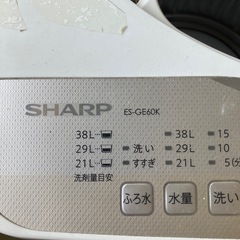 SHARP ES-GE60K
38L 38L 15
29L 洗い 29L 10
21L すすぎ 21L 5(分
洗剤量目安
ふろ水 水量 洗い